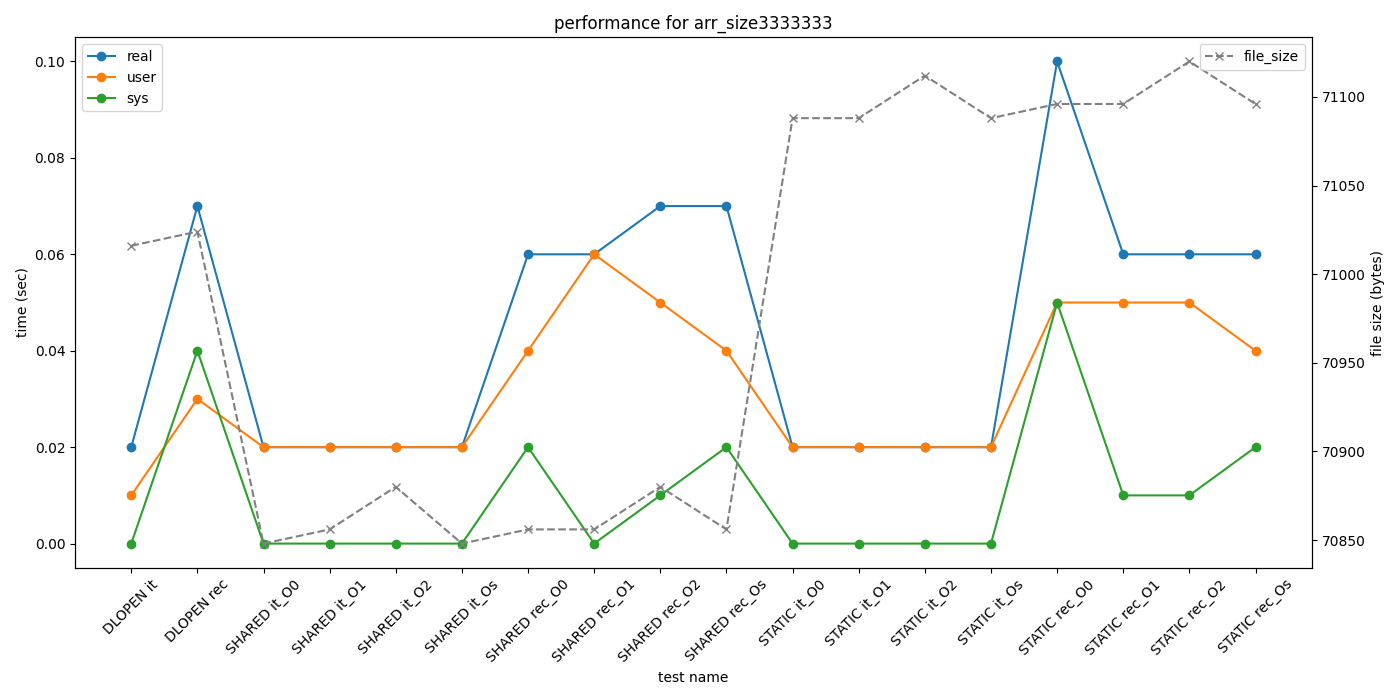 performance for arr_size3333333
real
user
sys
file_size
0.10
0.08
0.06
0.04
0.02
0.00
time (sec)
71100
71050
71000
70950
70900
70850
file size (bytes)
DLOPEN it
DLOPEN rec
SHARED it_O0
SHARED it_O1
SHARED it_O2
SHARED it_Os
SHARED rec_O0
SHARED rec_O1
SHARED rec_O2
SHARED rec_Os
STATIC it_O0
STATIC it_O1
STATIC it_O2
STATIC it_Os
STATIC rec_O0
STATIC rec_O1
STATIC rec_O2
STATIC rec_Os
test name